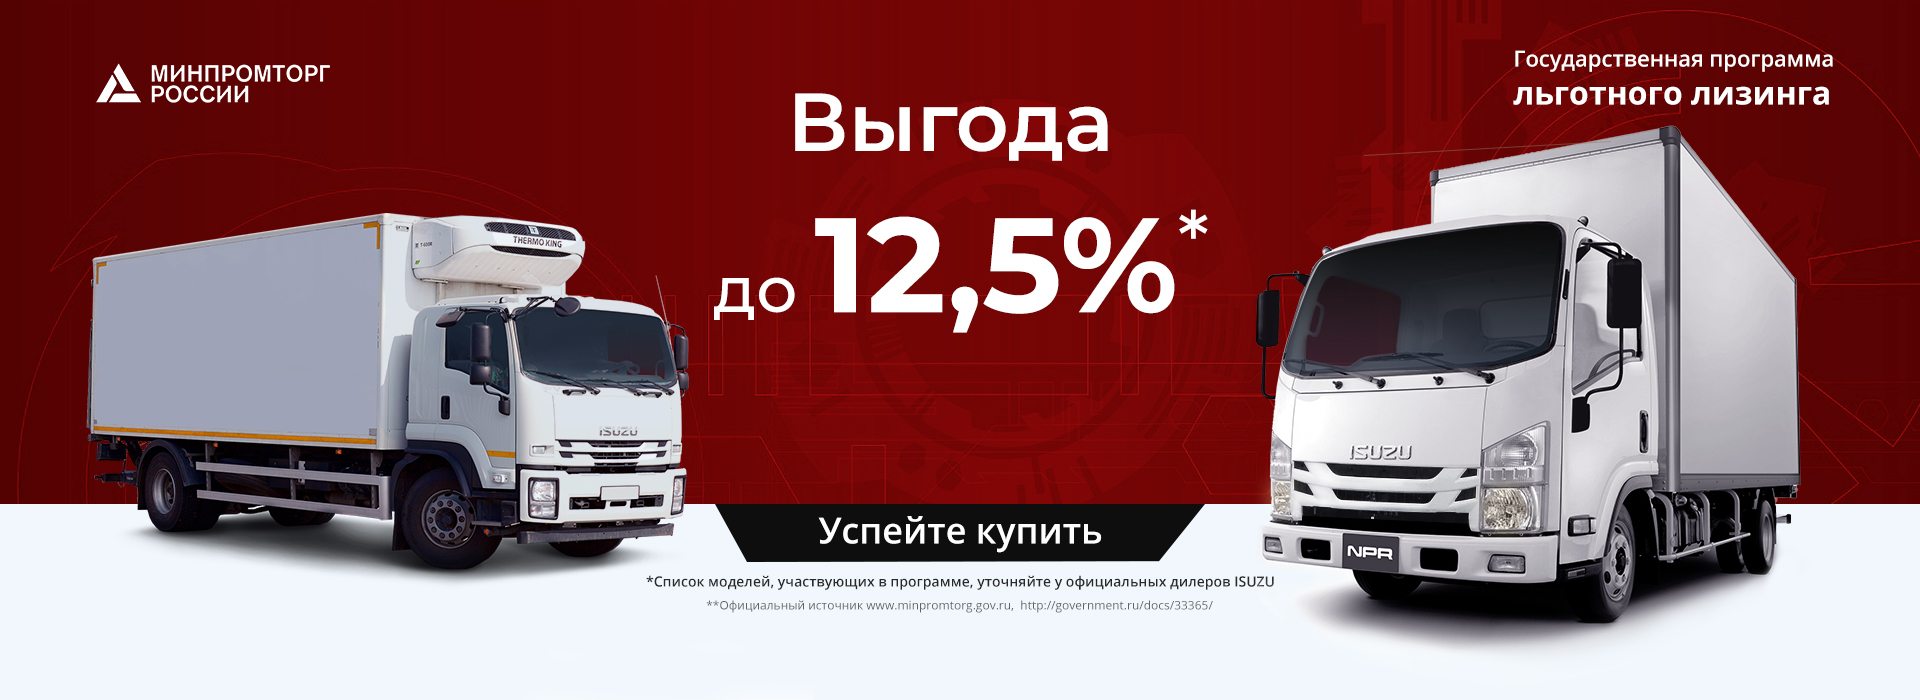 МИНПРОМТОРГ
РОССИИ
Государственная программа
льготного лизинга
Выгода
до 12,5%*
THERMO KING
ISUZU
ISUZU
NPR
Успейте купить
*Список моделей, участвующих в программе, уточняйте у официальных дилеров ISUZU
**Официальный источник www.minpromtorg.gov.ru, http://government.ru/docs/33365/